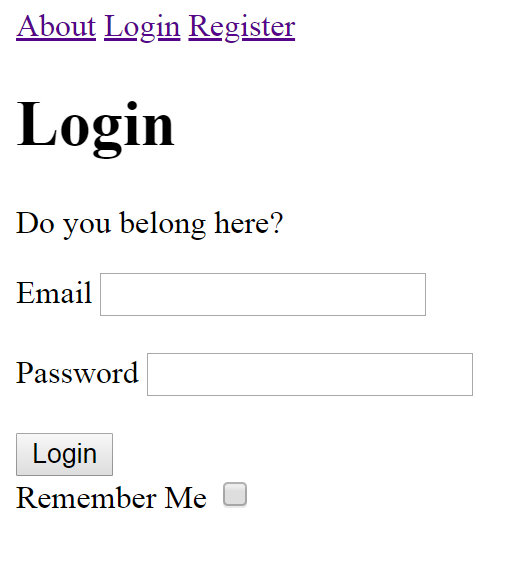 About Login Register
Login
Do you belong here?
Email
Password
Login
Remember Me